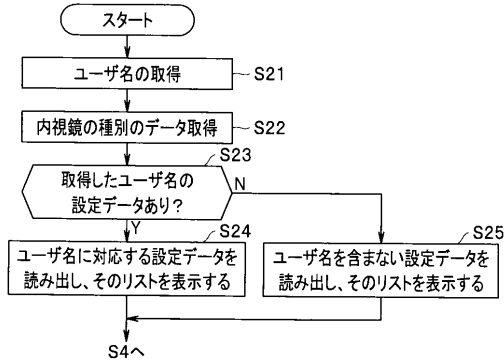 スタート
ユーザ名の取得
S21
内視鏡の種別のデータ取得
S22
S23
取得したユーザ名の
設定データあり?
N
Y
S24
ユーザ名に対応する設定データを
読み出し、そのリストを表示する
S25
ユーザ名を含まない設定データを
読み出し、そのリストを表示する
S4へ